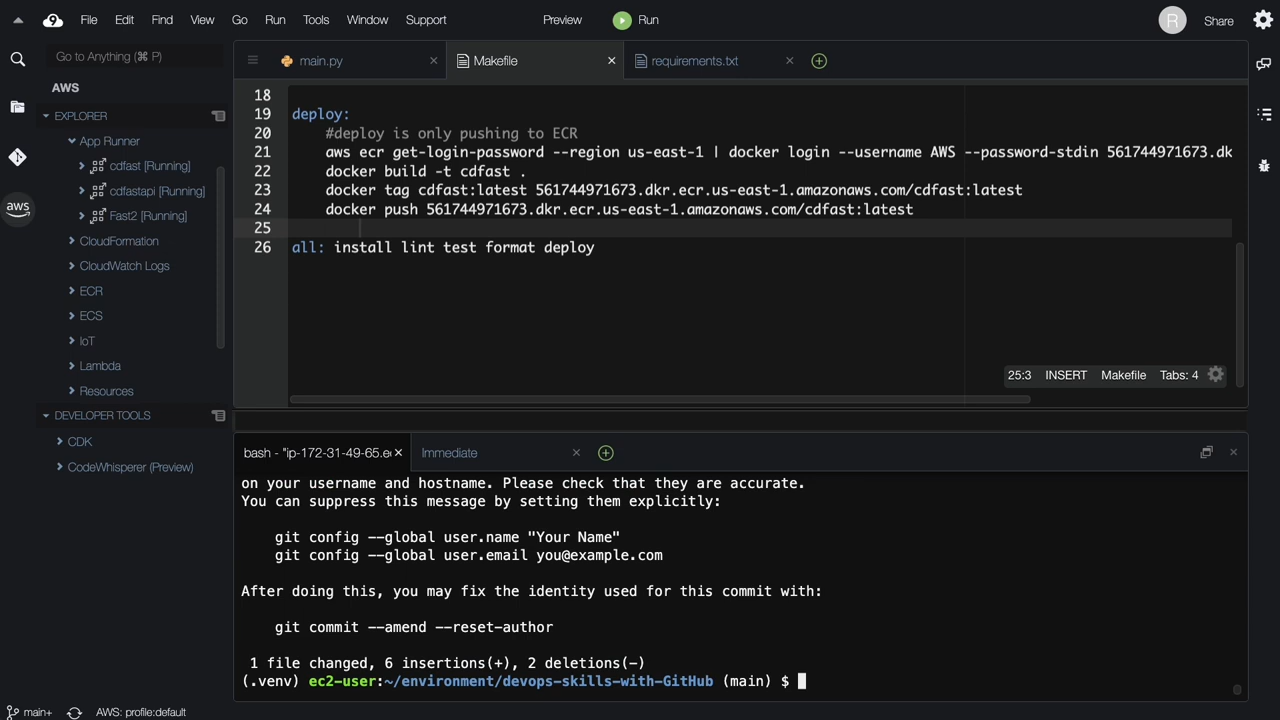 File Edit Find View Go Run Tools Window Support Preview Run R Share
Go to Anything (⌘ P)
AWS
EXPLORER
App Runner
cdfast [Running]
cdfastapi [Running]
Fast2 [Running]
CloudFormation
CloudWatch Logs
ECR
ECS
IoT
Lambda
Resources
DEVELOPER TOOLS
CDK
CodeWhisperer (Preview)
aws
main.py Makefile requirements.txt
18
19 deploy:
20 #deploy is only pushing to ECR
21 aws ecr get-login-password --region us-east-1 | docker login --username AWS --password-stdin 561744971673.dk
22 docker build -t cdfast .
23 docker tag cdfast:latest 561744971673.dkr.ecr.us-east-1.amazonaws.com/cdfast:latest
24 docker push 561744971673.dkr.ecr.us-east-1.amazonaws.com/cdfast:latest
25
26 all: install lint test format deploy
25:3 INSERT Makefile Tabs: 4
bash - "ip-172-31-49-65.e Immediate
on your username and hostname. Please check that they are accurate.
You can suppress this message by setting them explicitly:
git config --global user.name "Your Name"
git config --global user.email you@example.com
After doing this, you may fix the identity used for this commit with:
git commit --amend --reset-author
1 file changed, 6 insertions(+), 2 deletions(-)
(.venv) ec2-user:~/environment/devops-skills-with-GitHub (main) $
main+ AWS: profile:default